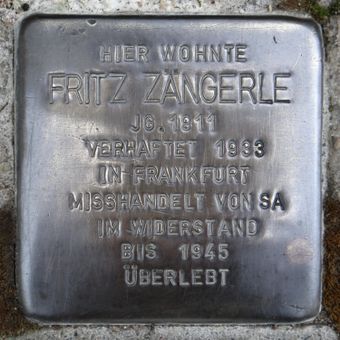 HIER WOHNTE
FRITZ ZÄNGERLE
JG. 1911
VERHAFTET 1933
IN FRANKFURT
MISSHANDELT VON SA
IM WIDERSTAND
BIS 1945
ÜBERLEBT